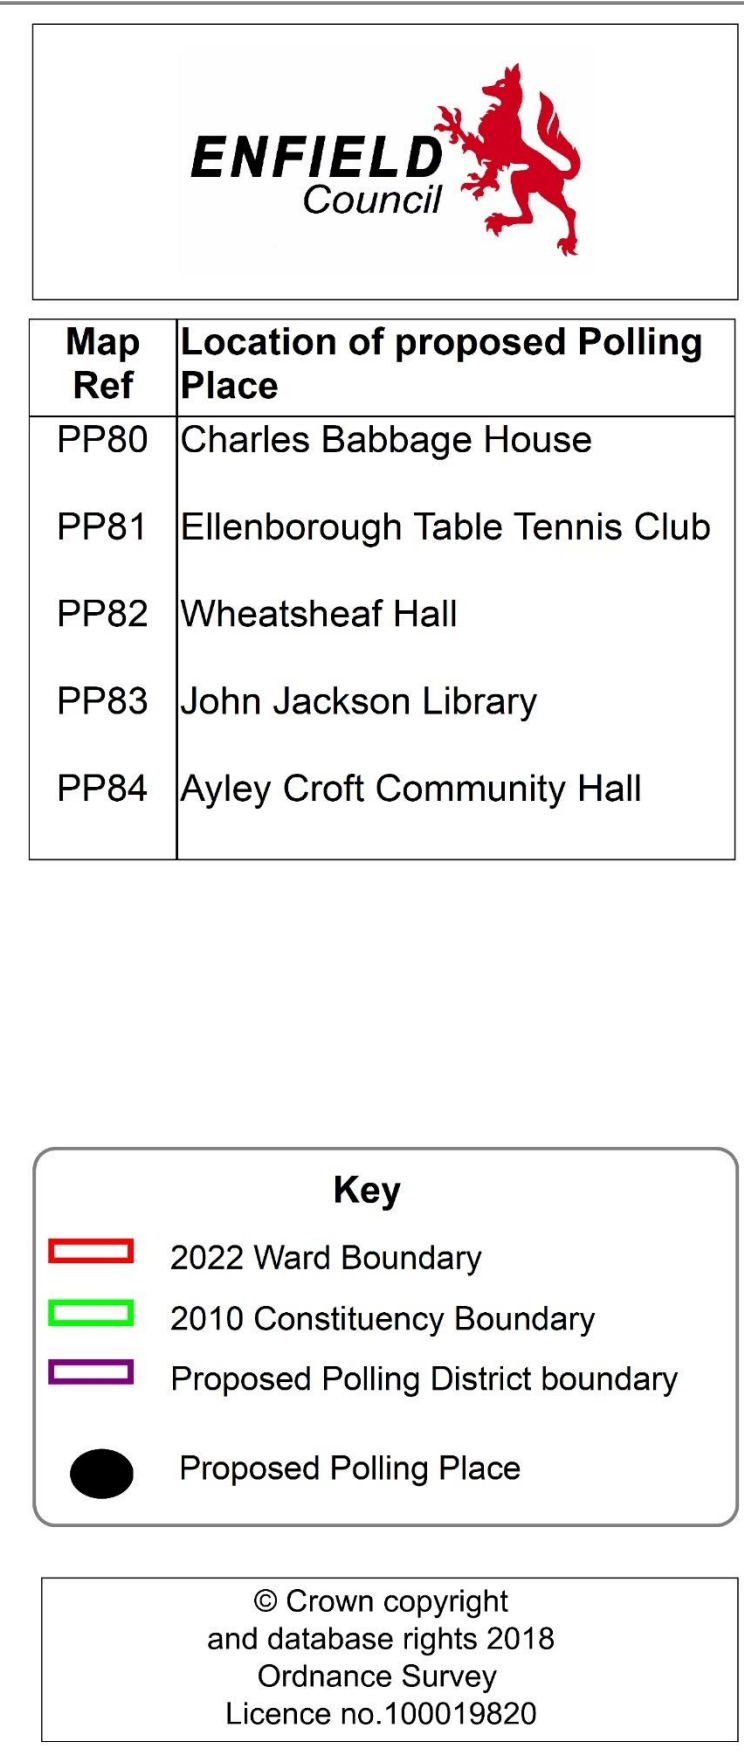 ENFIELD
Council
Map Ref Location of proposed Polling Place
PP80 Charles Babbage House
PP81 Ellenborough Table Tennis Club
PP82 Wheatsheaf Hall
PP83 John Jackson Library
PP84 Ayley Croft Community Hall
Key
2022 Ward Boundary
2010 Constituency Boundary
Proposed Polling District boundary
Proposed Polling Place
© Crown copyright
and database rights 2018
Ordnance Survey
Licence no.100019820